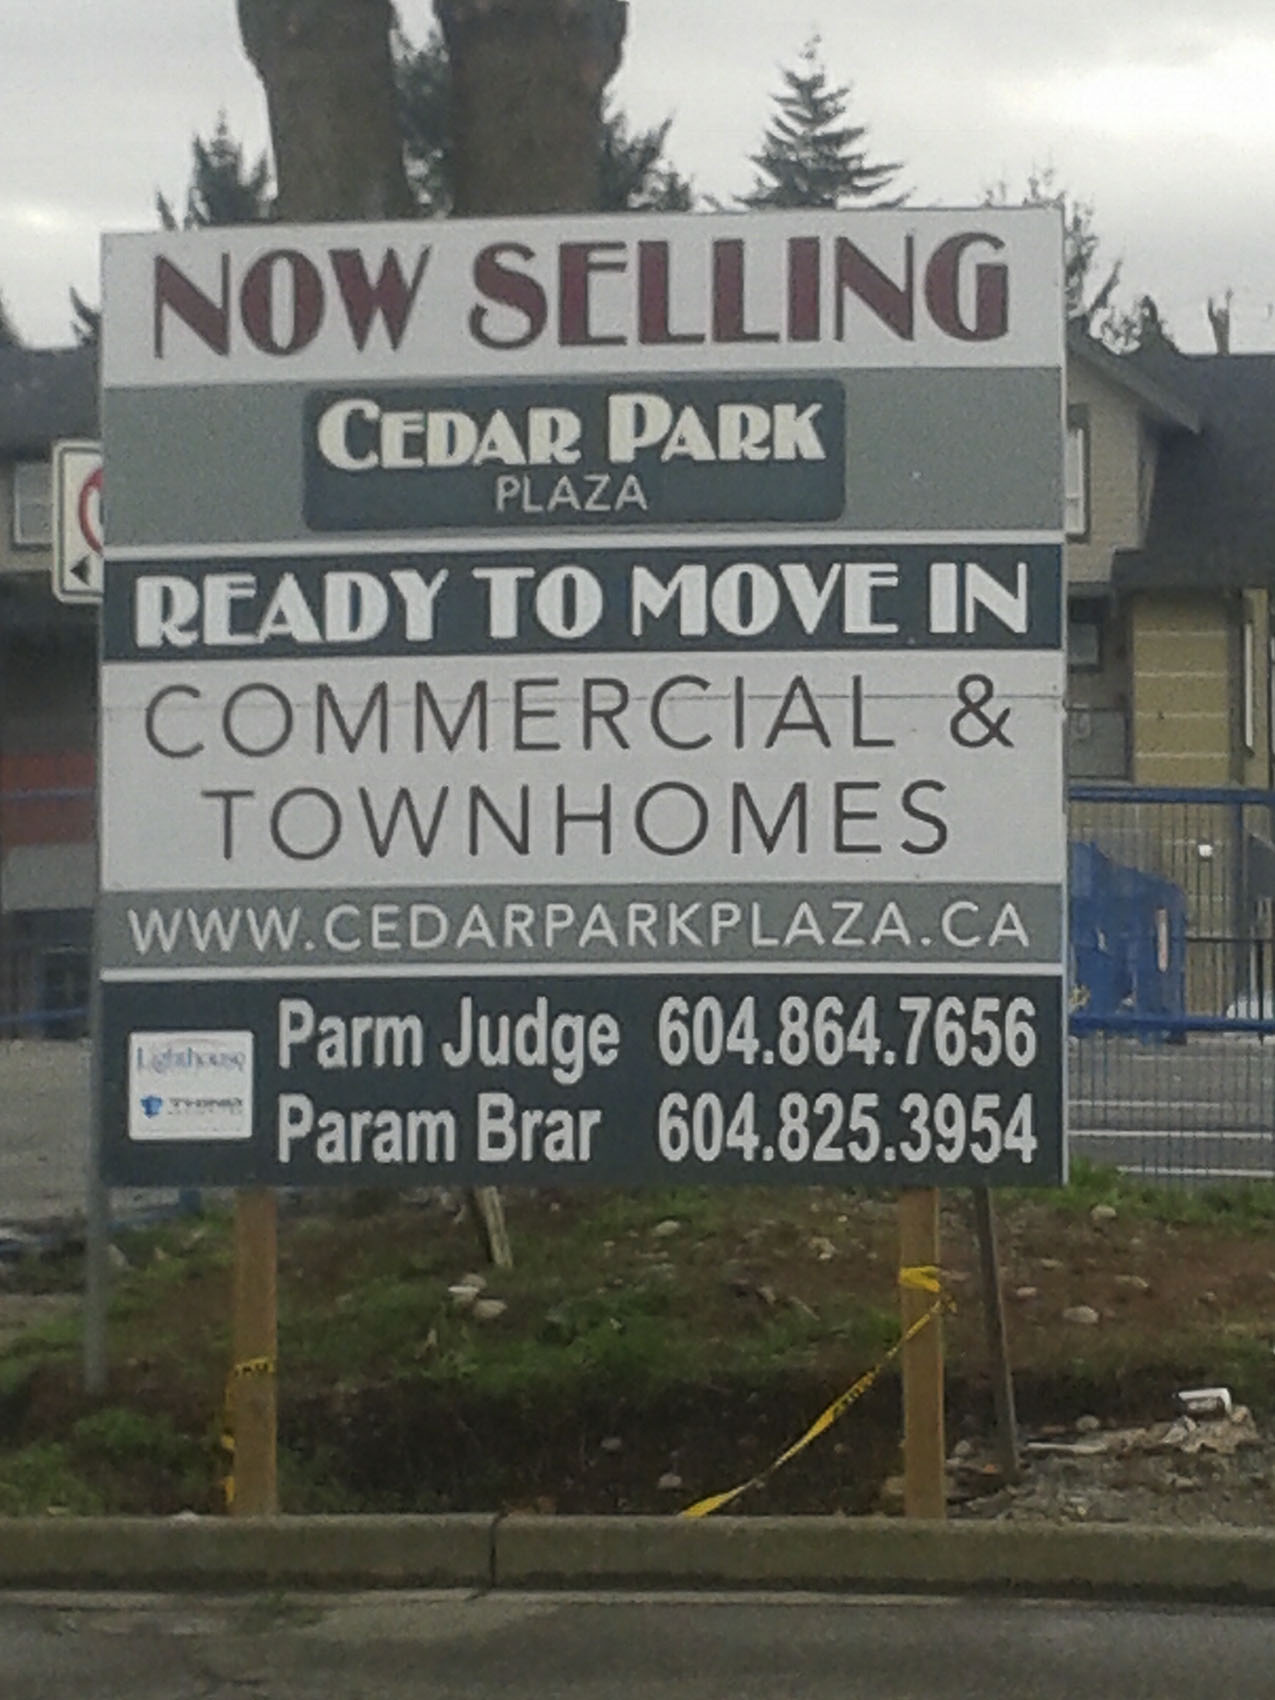 NOW SELLING
CEDAR PARK
PLAZA
READY TO MOVE IN
COMMERCIAL &
TOWNHOMES
WWW.CEDARPARKPLAZA.CA
Lighthouse
Parm Judge 604.864.7656
Param Brar 604.825.3954